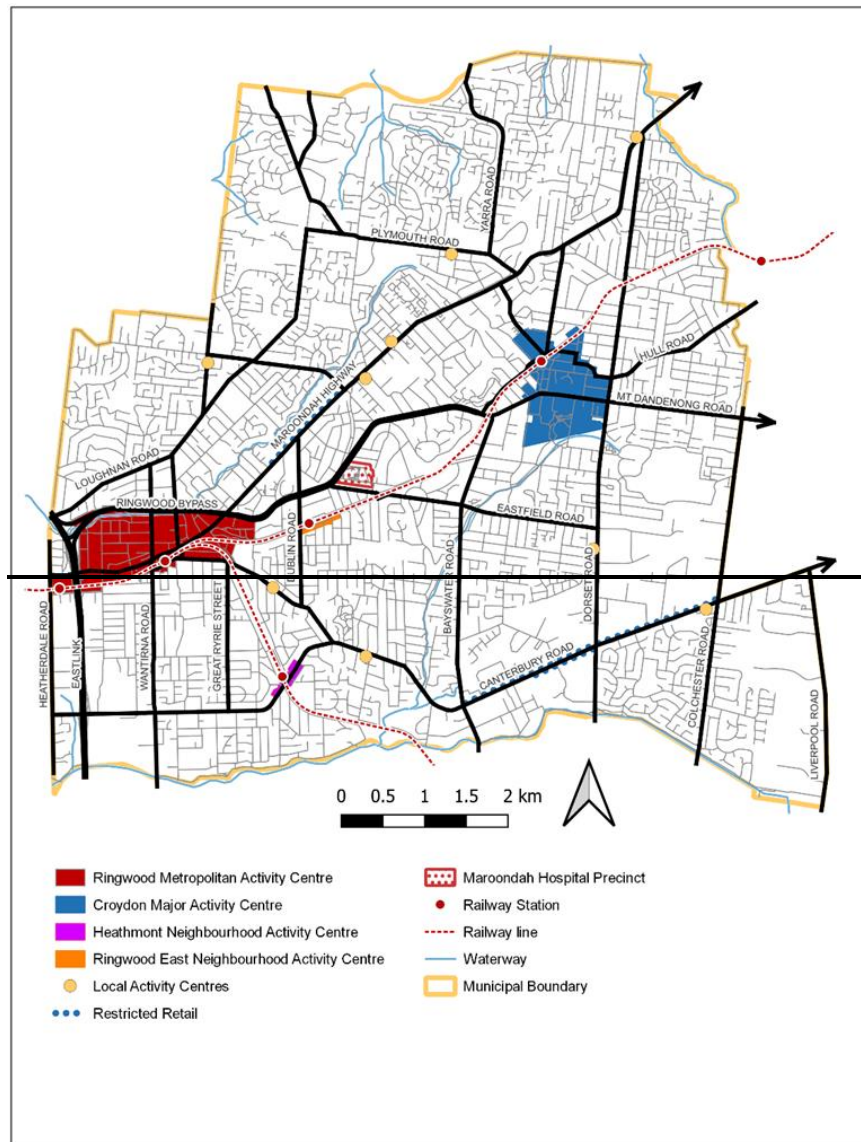 YARRA ROAD
PLYMOUTH ROAD
HULL ROAD
MAROONDAH HIGHWAY
MT DANDENONG ROAD
LOUGHNAN ROAD
RINGWOOD BYPASS
EASTFIELD ROAD
DUBLIN ROAD
BAYSWATER ROAD
DORSET ROAD
HEATHERDALE ROAD
EASTLINK
WANTIRNA ROAD
GREAT RYRIE STREET
CANTERBURY ROAD
COLCHESTER ROAD
LIVERPOOL ROAD
0 0.5 1 1.5 2 km
Ringwood Metropolitan Activity Centre
Croydon Major Activity Centre
Heathmont Neighbourhood Activity Centre
Ringwood East Neighbourhood Activity Centre
Local Activity Centres
Restricted Retail
Maroondah Hospital Precinct
Railway Station
Railway line
Waterway
Municipal Boundary